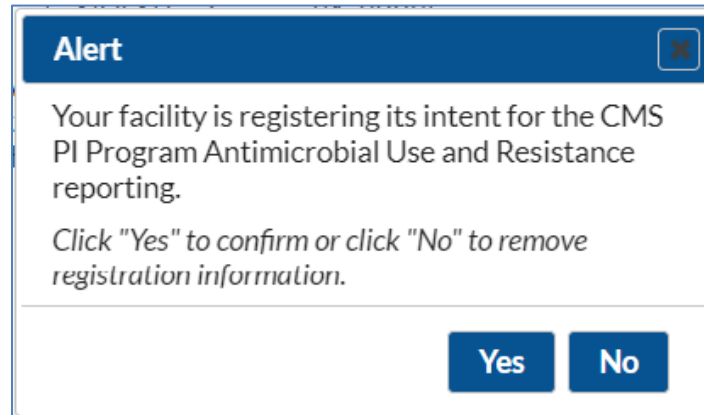 Alert
Your facility is registering its intent for the CMS
PI Program Antimicrobial Use and Resistance
reporting.
Click "Yes" to confirm or click "No" to remove
registration information.
Yes
No